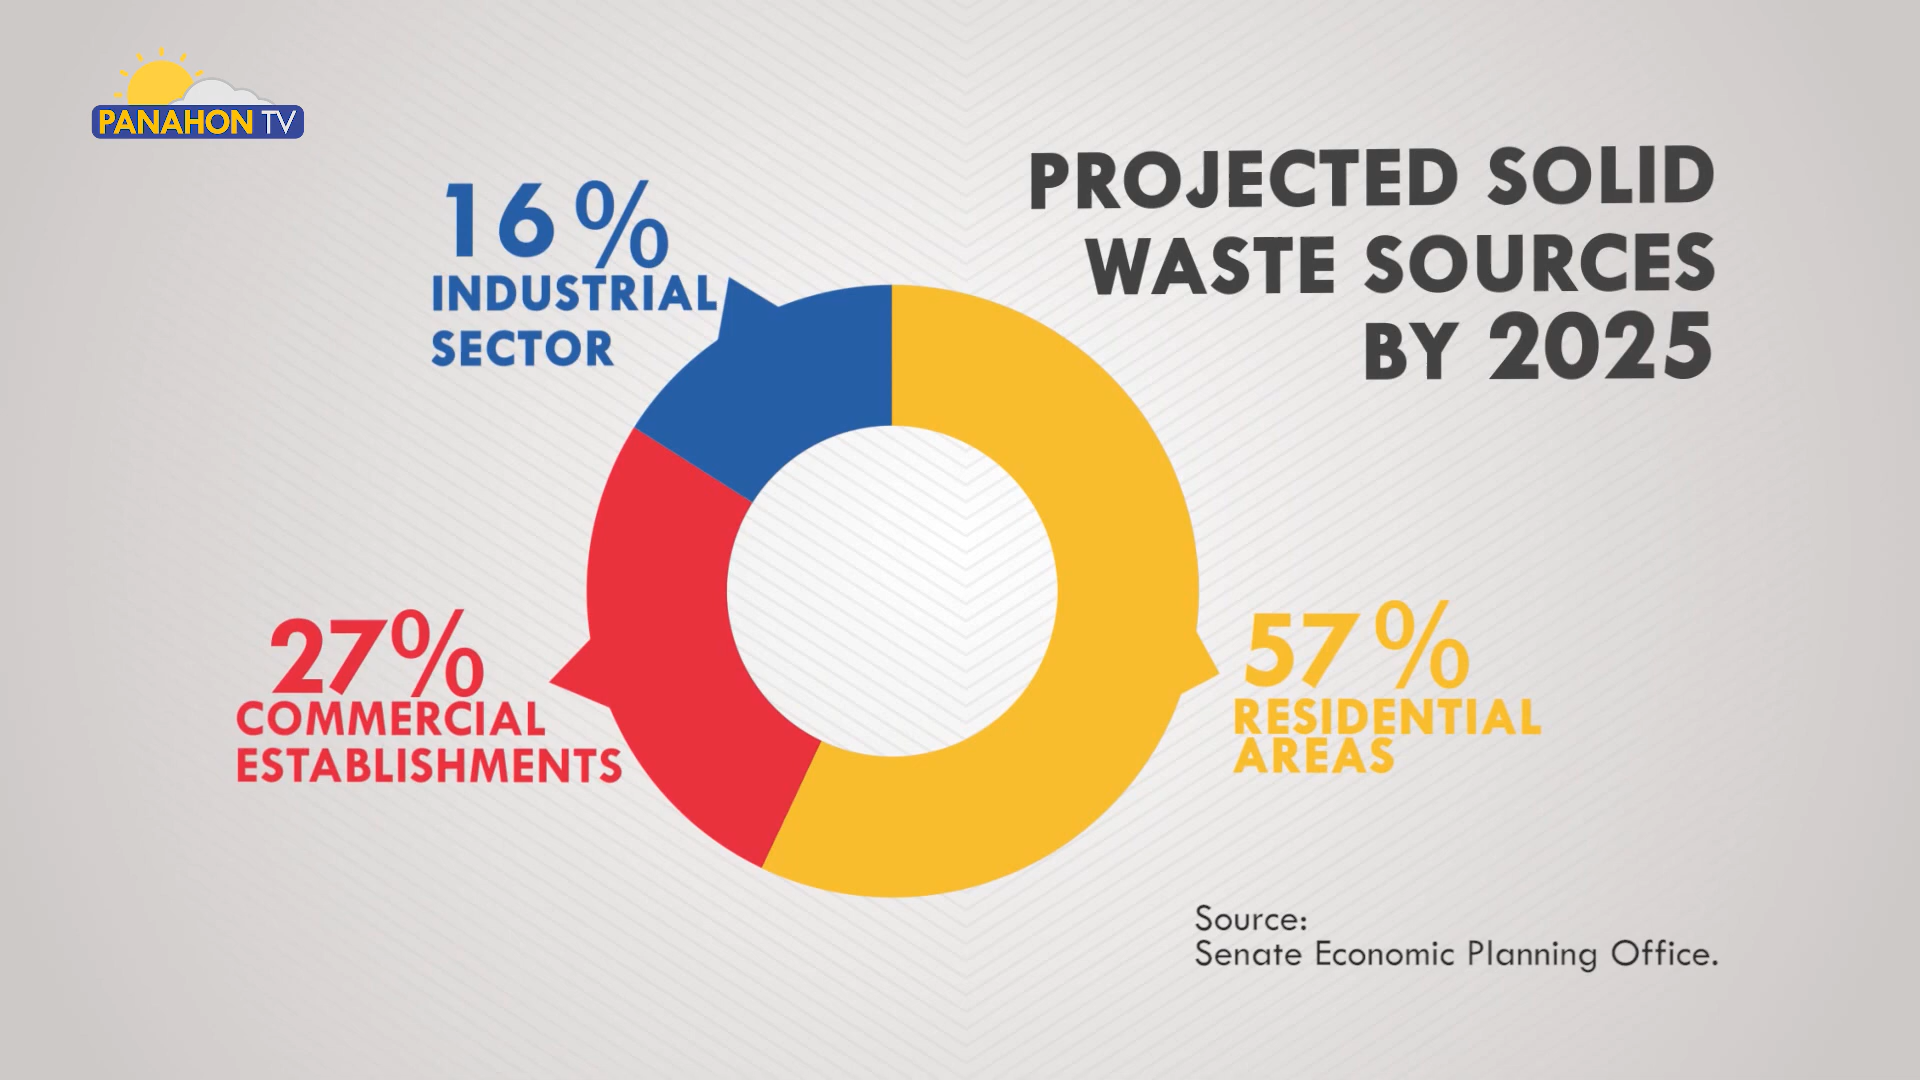 PANAHON TV
PROJECTED SOLID
WASTE SOURCES
BY 2025
16%
INDUSTRIAL
SECTOR
27%
COMMERCIAL
ESTABLISHMENTS
57%
RESIDENTIAL
AREAS
Source:
Senate Economic Planning Office.